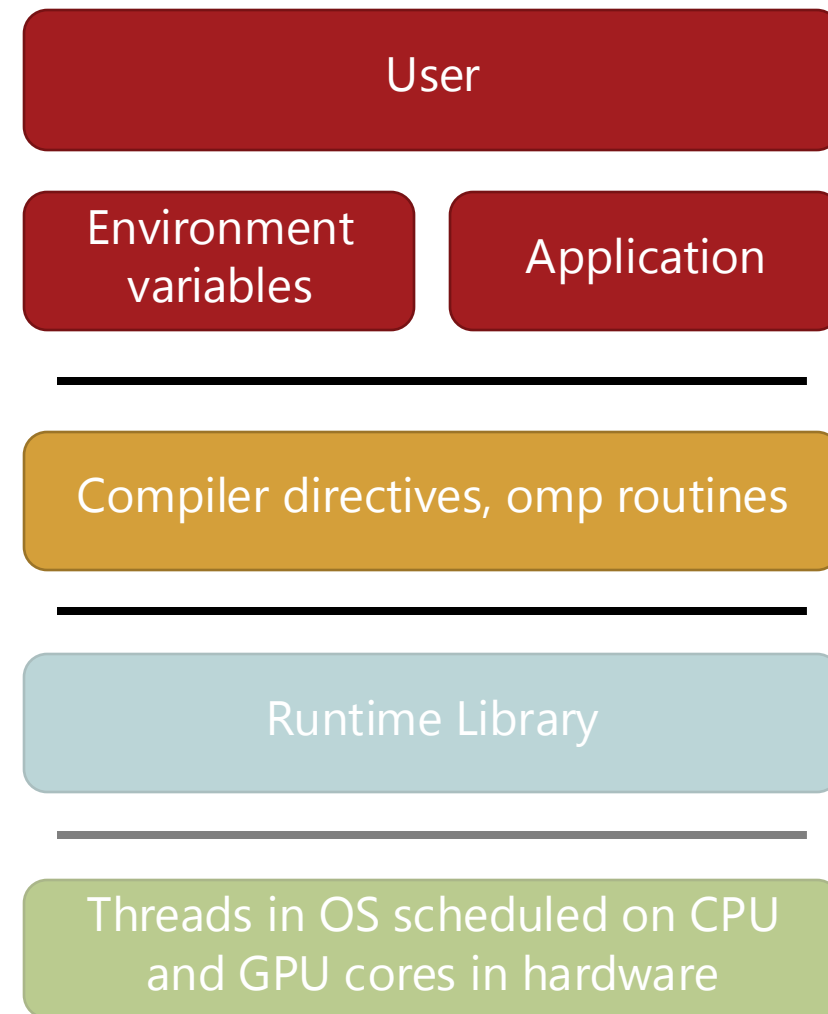 User
Environment
variables
Application
Compiler directives, omp routines
Runtime Library
Threads in OS scheduled on CPU
and GPU cores in hardware